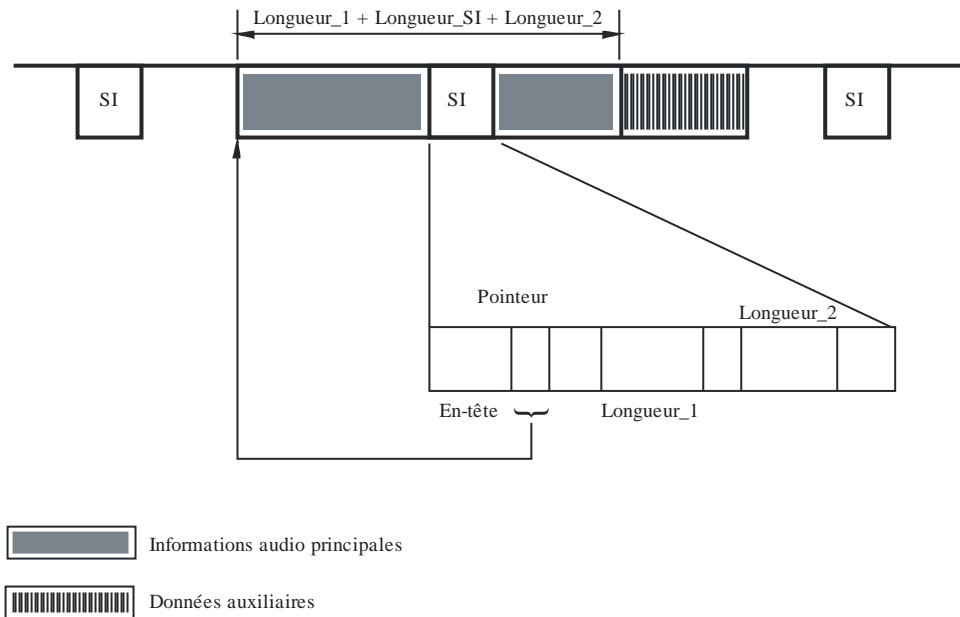 Longueur_1 + Longueur_SI + Longueur_2
SI
SI
SI
Pointeur
Longueur_2
En-tête
Longueur_1
Informations audio principales
Données auxiliaires